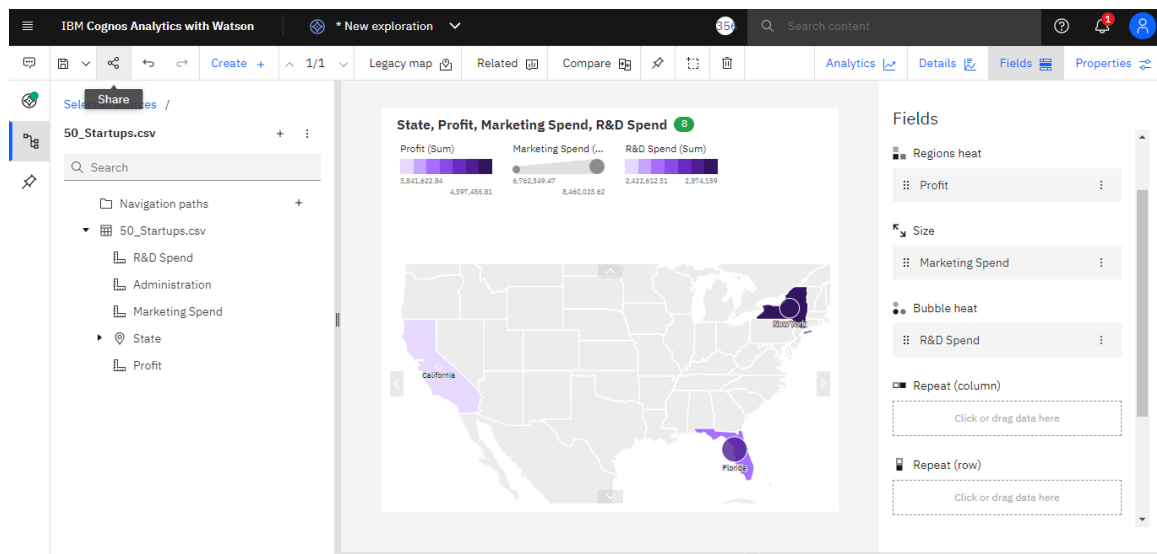 IBM Cognos Analytics with Watson
* New exploration
356
Search content
1
Create +
1/1
Legacy map
Related
Compare
Analytics
Details
Fields
Properties
Share
/
50_Startups.csv
Search
Navigation paths
50_Startups.csv
R&D Spend
Administration
Marketing Spend
State
Profit
State, Profit, Marketing Spend, R&D Spend 8
Profit (Sum)
3,841,622.84
4,397,455.81
Marketing Spend (...
6,762,349.47
8,460,023.62
R&D Spend (Sum)
2,422,612.31
2,874,159
New York
California
Florida
Fields
Regions heat
Profit
Size
Marketing Spend
Bubble heat
R&D Spend
Repeat (column)
Click or drag data here
Repeat (row)
Click or drag data here